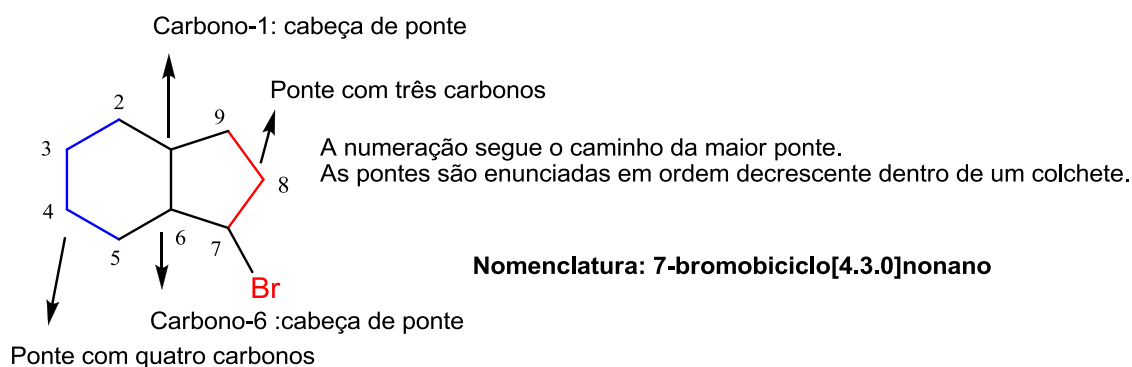 Carbono-1: cabeça de ponte
Ponte com três carbonos
2
9
3
A numeração segue o caminho da maior ponte.
As pontes são enunciadas em ordem decrescente dentro de um colchete.
8
4
6
7
5
Nomenclatura: 7-bromobiciclo[4.3.0]nonano
Br
Carbono-6 :cabeça de ponte
Ponte com quatro carbonos